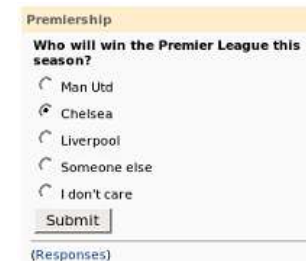 Premiership
Who will win the Premier League this
season?
Man Utd
Chelsea
Liverpool
Someone else
I don't care
Submit
(Responses)